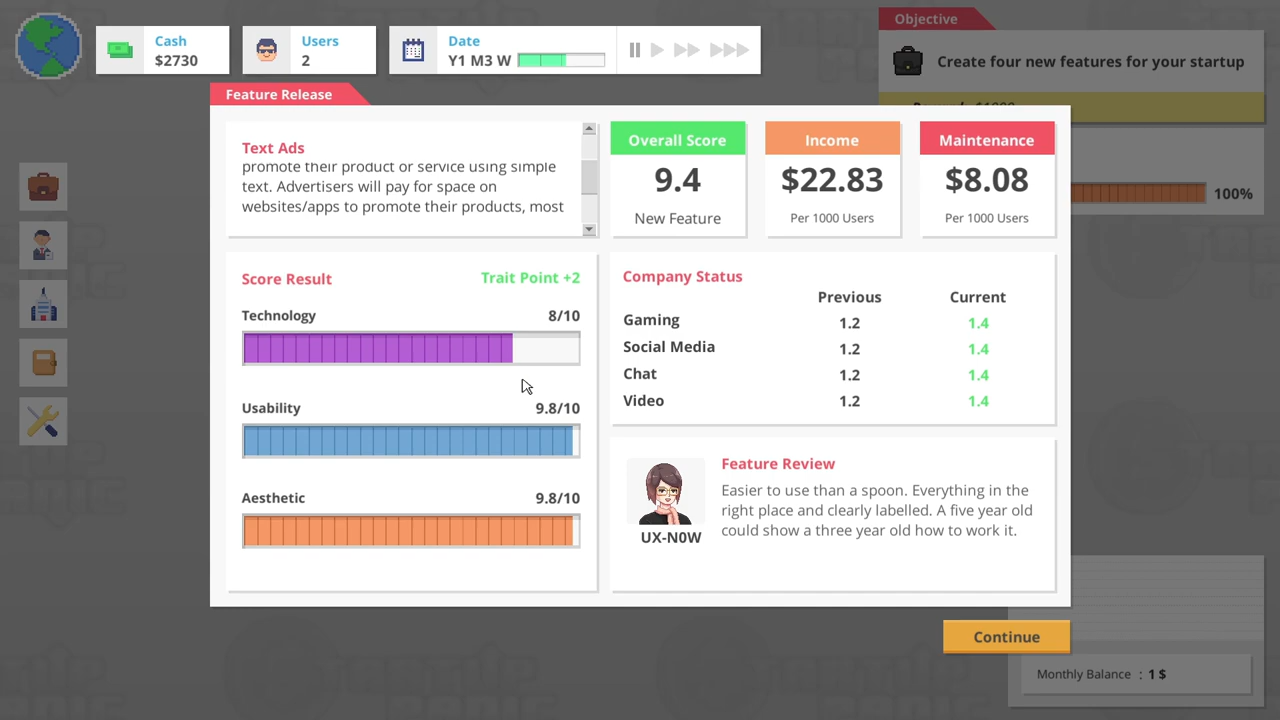 Cash
$2730
Users
2
Date
Y1 M3 W
Objective
Create four new features for your startup
Feature Release
Text Ads
promote their product or service using simple
text. Advertisers will pay for space on
websites/apps to promote their products, most
Overall Score
9.4
New Feature
Income
$22.83
Per 1000 Users
Maintenance
$8.08
Per 1000 Users
100%
Score Result
Trait Point +2
Technology
8/10
Usability
9.8/10
Aesthetic
9.8/10
Company Status
Previous
Current
Gaming
1.2
1.4
Social Media
1.2
1.4
Chat
1.2
1.4
Video
1.2
1.4
Feature Review
Easier to use than a spoon. Everything in the
right place and clearly labelled. A five year old
could show a three year old how to work it.
UX-N0W
Continue
Monthly Balance : 1 $